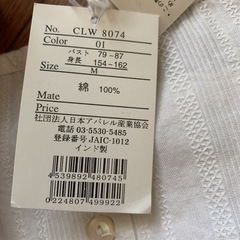 No. CLW 8074
Color 01
バスト 79-87
身長 154-162
Size M
綿 100%
Mate
Price
社団法人日本アパレル産業協会
電話 03-5530-5485
登録番号 JAIC-1012
インド製
4539892480745
0224807499922